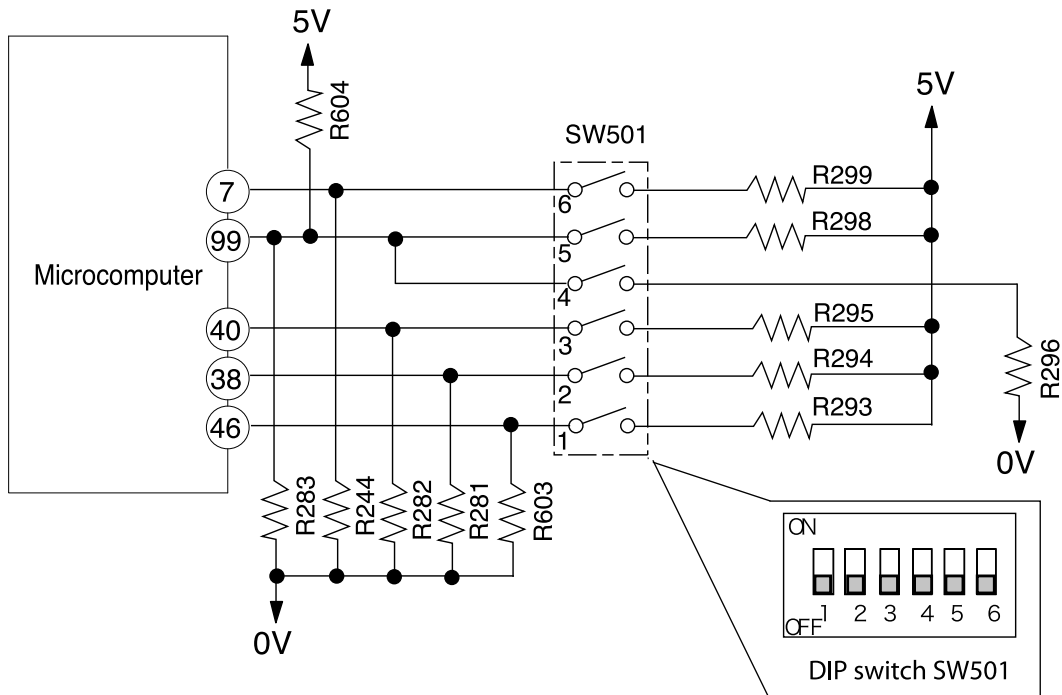 5V
R604
5V
SW501
7
6
R299
99
5
R298
Microcomputer
4
40
3
R295
38
2
R294
R296
46
1
R293
0V
R283
R244
R282
R281
R603
0V
ON
OFF
1 2 3 4 5 6
DIP switch SW501